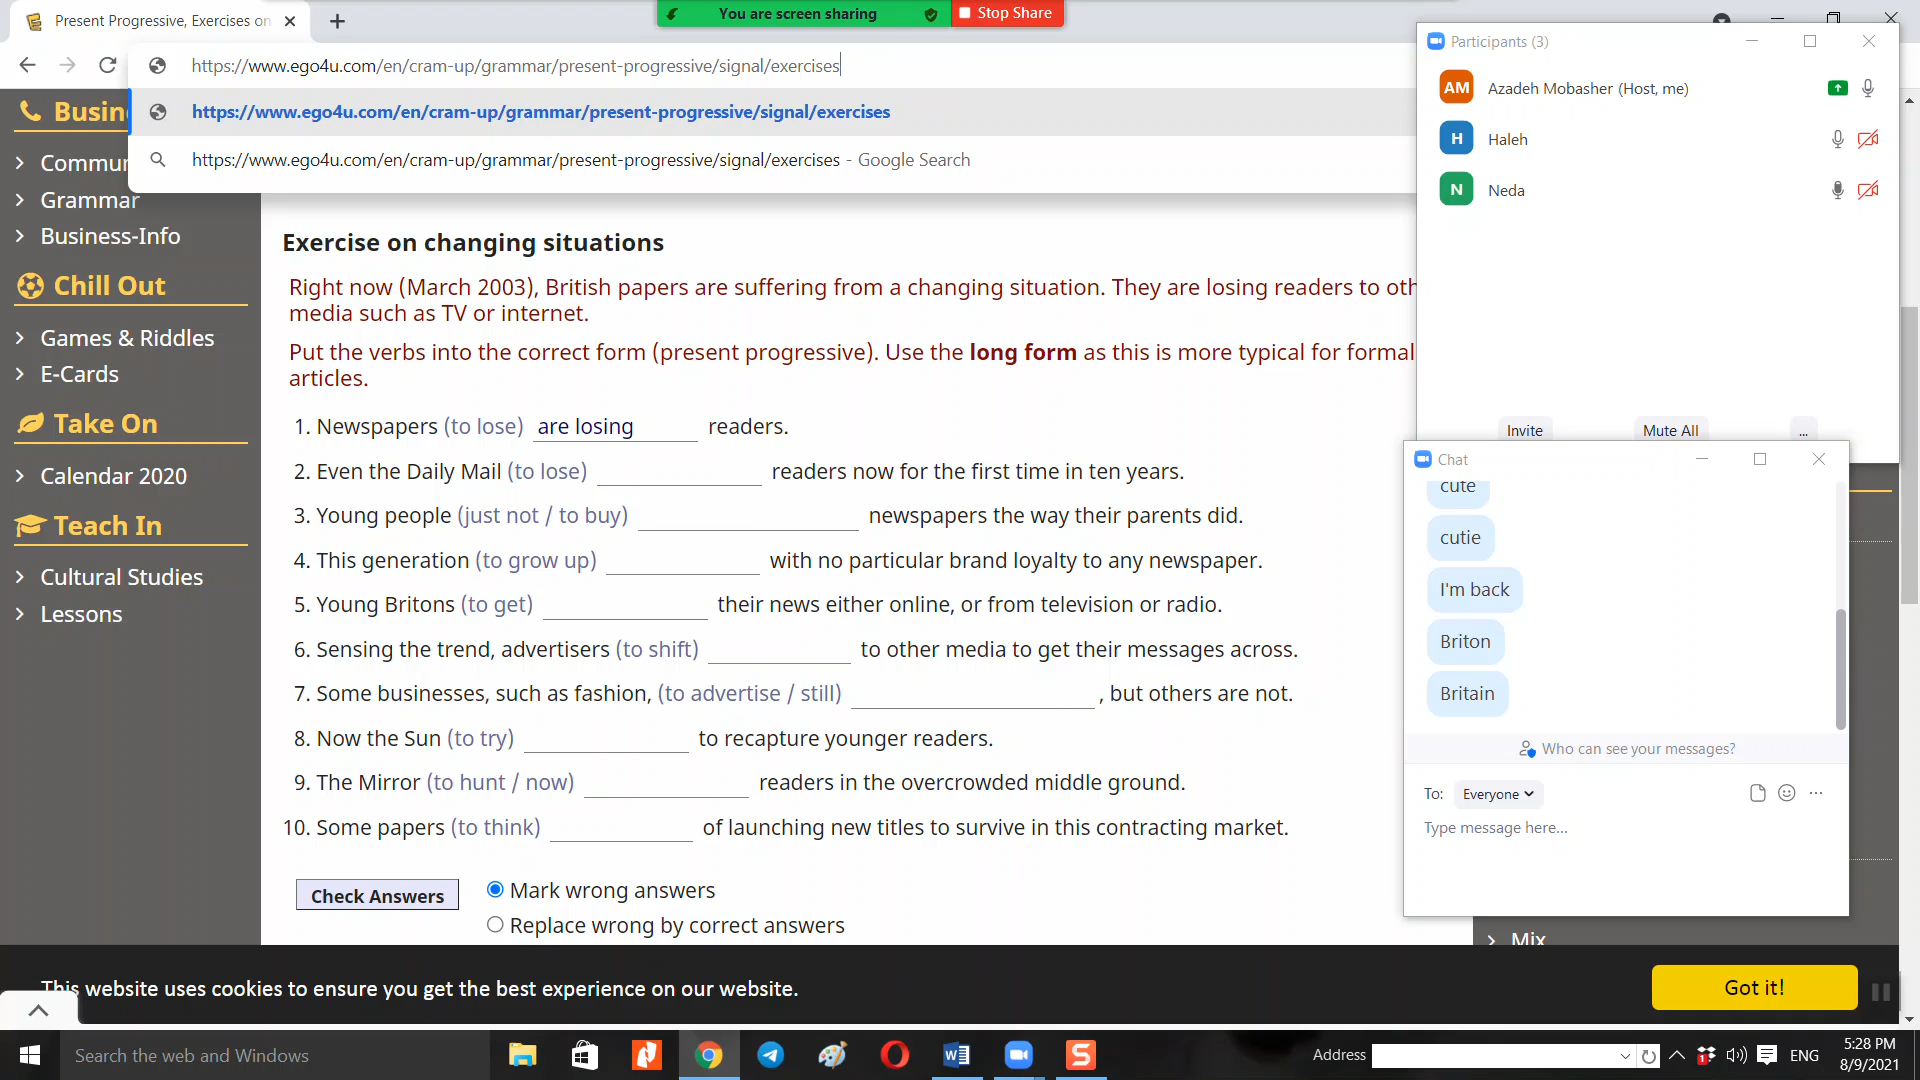 Present Progressive, Exercises on
You are screen sharing
Stop Share
https://www.ego4u.com/en/cram-up/grammar/present-progressive/signal/exercises
https://www.ego4u.com/en/cram-up/grammar/present-progressive/signal/exercises
https://www.ego4u.com/en/cram-up/grammar/present-progressive/signal/exercises - Google Search
Busin
Commun
Grammar
Business-Info
Chill Out
Games & Riddles
E-Cards
Take On
Calendar 2020
Teach In
Cultural Studies
Lessons
Exercise on changing situations
Right now (March 2003), British papers are suffering from a changing situation. They are losing readers to oth
media such as TV or internet.
Put the verbs into the correct form (present progressive). Use the long form as this is more typical for formal
articles.
1. Newspapers (to lose) are losing readers.
2. Even the Daily Mail (to lose) readers now for the first time in ten years.
3. Young people (just not / to buy) newspapers the way their parents did.
4. This generation (to grow up) with no particular brand loyalty to any newspaper.
5. Young Britons (to get) their news either online, or from television or radio.
6. Sensing the trend, advertisers (to shift) to other media to get their messages across.
7. Some businesses, such as fashion, (to advertise / still) , but others are not.
8. Now the Sun (to try) to recapture younger readers.
9. The Mirror (to hunt / now) readers in the overcrowded middle ground.
10. Some papers (to think) of launching new titles to survive in this contracting market.
Check Answers
Mark wrong answers
Replace wrong by correct answers
Participants (3)
AM Azadeh Mobasher (Host, me)
H Haleh
N Neda
Invite Mute All ...
Chat
cute
cutie
I'm back
Briton
Britain
Who can see your messages?
To: Everyone
Type message here...
Mix
This website uses cookies to ensure you get the best experience on our website.
Got it!
Search the web and Windows
Address
ENG
5:28 PM
8/9/2021